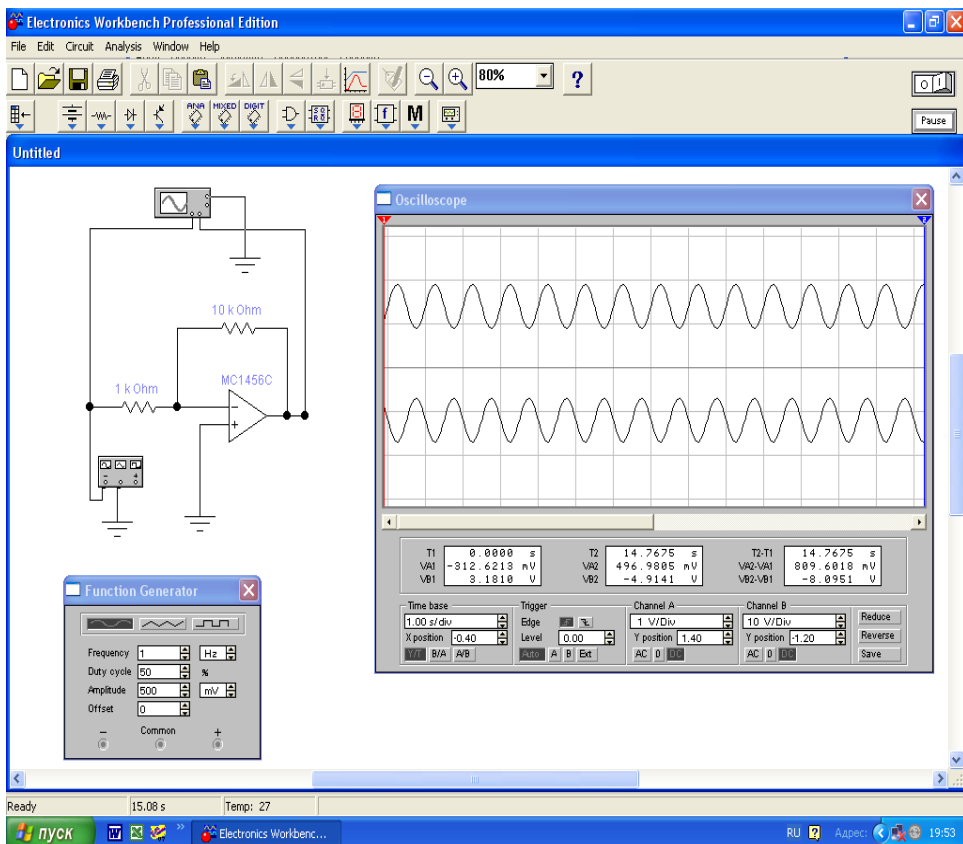 Electronics Workbench Professional Edition
File Edit Circuit Analysis Window Help
80%
?
O I
ANA MIXED DIGIT
f M
Pause
Untitled
Oscilloscope
1 2
10 k Ohm
MC1456C
1 k Ohm
T1 0.0000 s T2 14.7675 s T2-T1 14.7675 s
VA1 -312.6213 mV VA2 496.9805 mV VA2-VA1 809.6018 mV
VB1 3.1810 V VB2 -4.9141 V VB2-VB1 -8.0951 V
Time base Trigger Channel A Channel B
1.00 s/div Edge 1 V/Div 10 V/Div Reduce
X position -0.40 Level 0.00 Y position 1.40 Y position -1.20 Reverse
Y/T B/A A/B Auto A B Ext AC 0 DC AC 0 DC Save
Function Generator
Frequency 1 Hz
Duty cycle 50 %
Amplitude 500 mV
Offset 0
− Common +
Ready 15.08 s Temp: 27
пуск W X » Electronics Workbenc... RU ? Адрес: 19:53